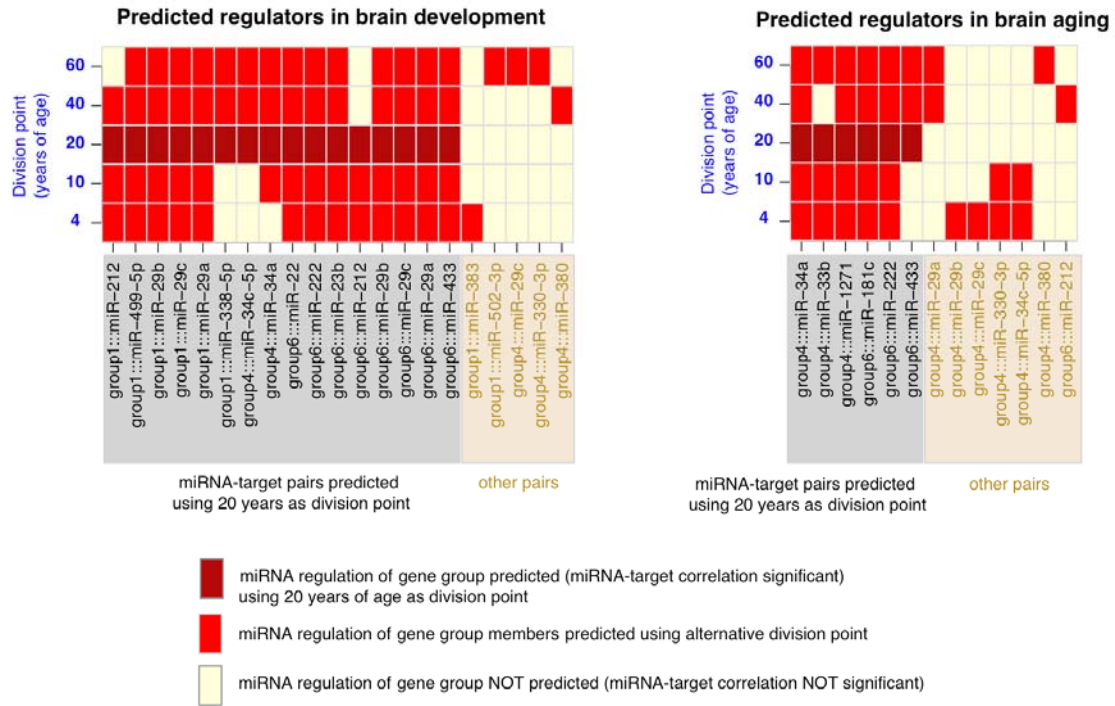 Predicted regulators in brain development
Division point
(years of age)
60
40
20
10
4
group1:::miR−212
group1:::miR−499−5p
group1:::miR−29b
group1:::miR−29c
group1:::miR−29a
group1:::miR−338−5p
group4:::miR−34c−5p
group4:::miR−34a
group6:::miR−22
group6:::miR−222
group6:::miR−23b
group6:::miR−212
group6:::miR−29b
group6:::miR−29c
group6:::miR−29a
group6:::miR−433
group1:::miR−383
group1:::miR−502−3p
group4:::miR−29c
group4:::miR−330−3p
group4:::miR−380
miRNA-target pairs predicted
using 20 years as division point
other pairs
Predicted regulators in brain aging
Division point
(years of age)
60
40
20
10
4
group4:::miR−34a
group4:::miR−33b
group4:::miR−1271
group6:::miR−181c
group6:::miR−222
group6:::miR−433
group4:::miR−29a
group4:::miR−29b
group4:::miR−29c
group4:::miR−330−3p
group4:::miR−34c−5p
group4:::miR−380
group6:::miR−212
miRNA-target pairs predicted
using 20 years as division point
other pairs
miRNA regulation of gene group predicted (miRNA-target correlation significant)
using 20 years of age as division point
miRNA regulation of gene group members predicted using alternative division point
miRNA regulation of gene group NOT predicted (miRNA-target correlation NOT significant)